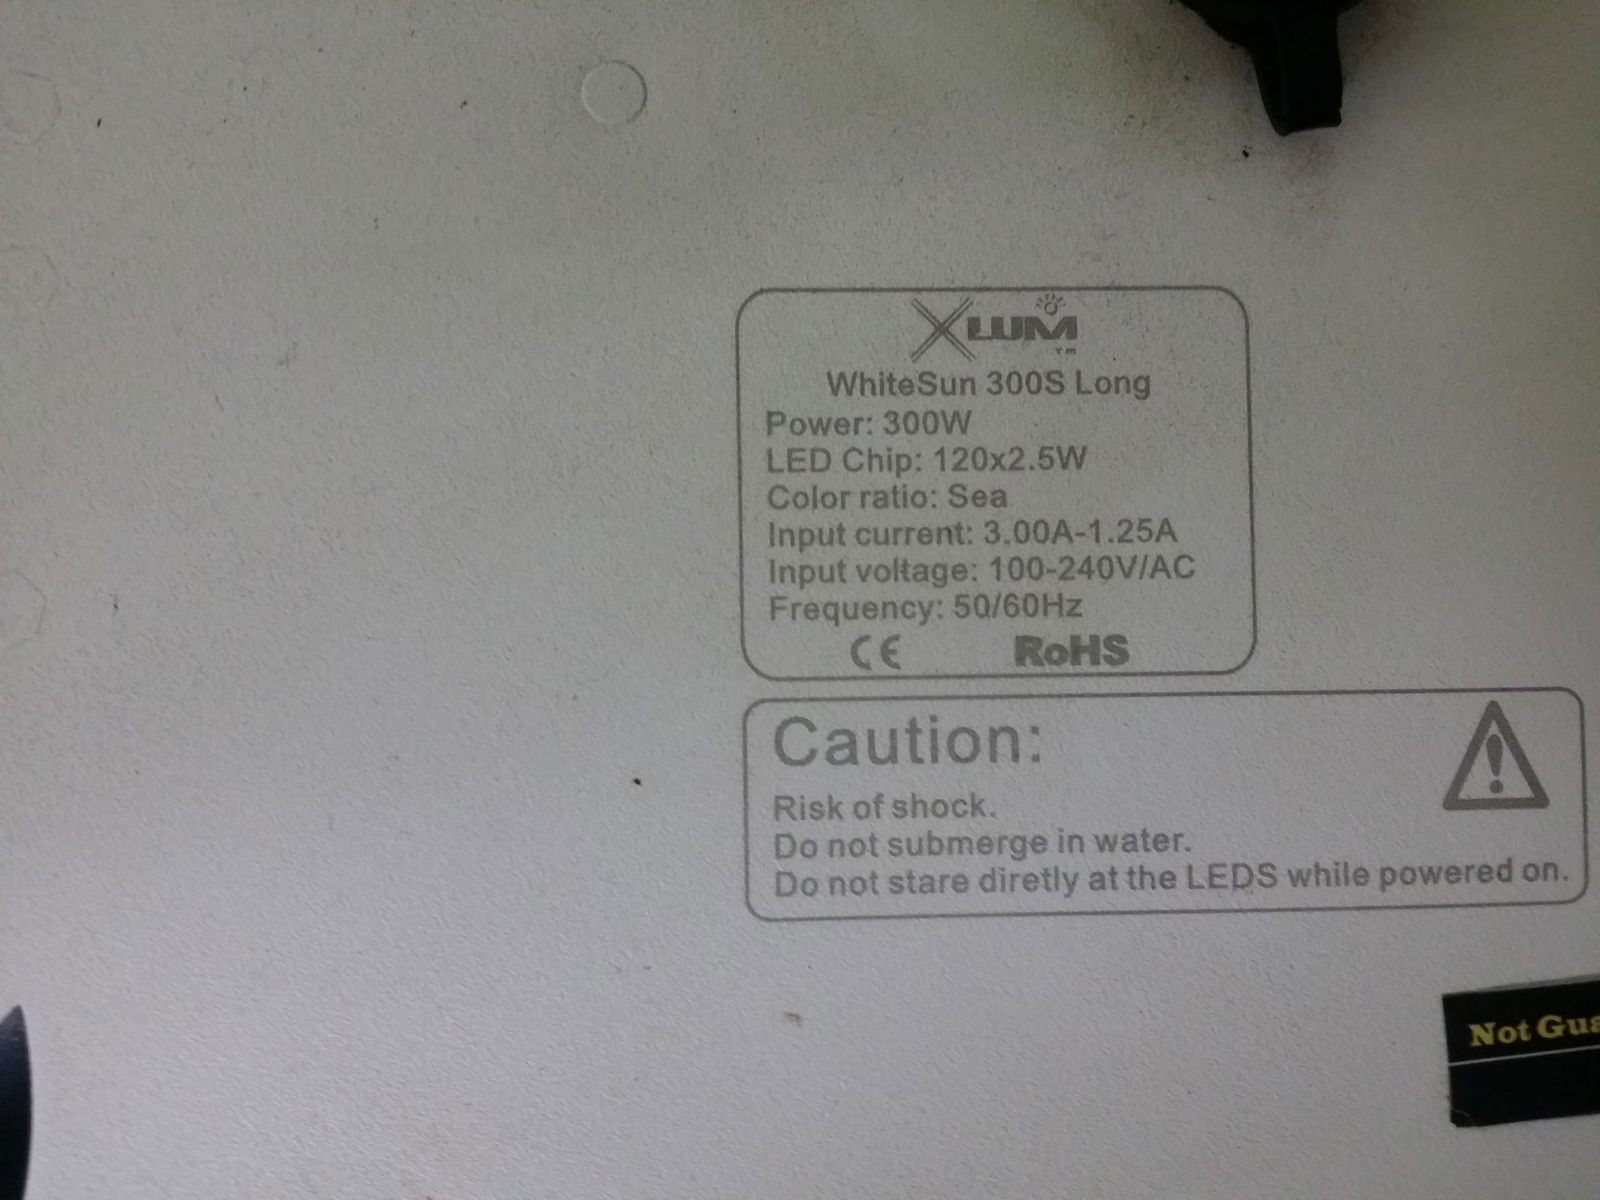 XLUM
TM
WhiteSun 300S Long
Power: 300W
LED Chip: 120x2.5W
Color ratio: Sea
Input current: 3.00A-1.25A
Input voltage: 100-240V/AC
Frequency: 50/60Hz
CE RoHS
Caution:
Risk of shock.
Do not submerge in water.
Do not stare diretly at the LEDS while powered on.
Not Gua